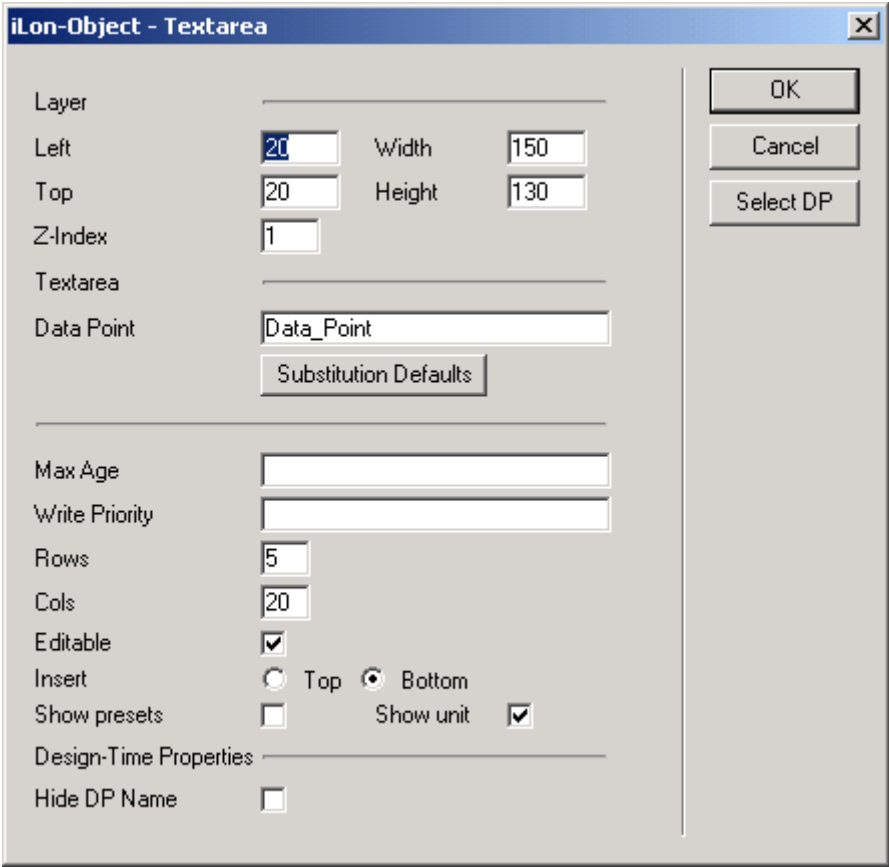 iLon-Object - Textarea
Layer
OK
Left 20 Width 150
Cancel
Top 20 Height 130
Select DP
Z-Index 1
Textarea
Data Point Data_Point
Substitution Defaults
Max Age
Write Priority
Rows 5
Cols 20
Editable
Insert Top Bottom
Show presets Show unit
Design-Time Properties
Hide DP Name